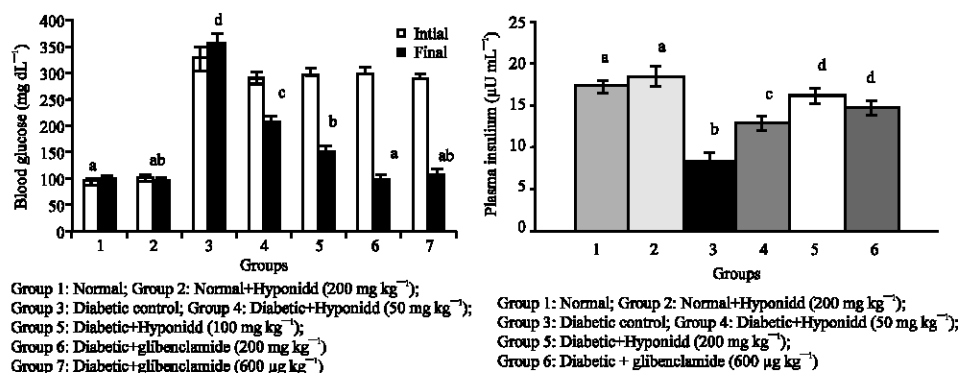 Blood glucose (mg dL⁻¹)
400
350
300
250
200
150
100
50
0
Intial
Final
a
ab
d
c
b
a
ab
1 2 3 4 5 6 7
Groups
Group 1: Normal; Group 2: Normal+Hyponidd (200 mg kg⁻¹);
Group 3: Diabetic control; Group 4: Diabetic+Hyponidd (50 mg kg⁻¹);
Group 5: Diabetic+Hyponidd (100 mg kg⁻¹);
Group 6: Diabetic+glibenclamide (200 mg kg⁻¹)
Group 7: Diabetic+glibenclamide (600 µg kg⁻¹)
Plasma insulium (µU mL⁻¹)
25
20
15
10
5
0
a
a
b
c
d
d
1 2 3 4 5 6
Groups
Group 1: Normal; Group 2: Normal+Hyponidd (200 mg kg⁻¹);
Group 3: Diabetic control; Group 4: Diabetic+Hyponidd (50 mg kg⁻¹);
Group 5: Diabetic+Hyponidd (200 mg kg⁻¹);
Group 6: Diabetic + glibenclamide (600 µg kg⁻¹)